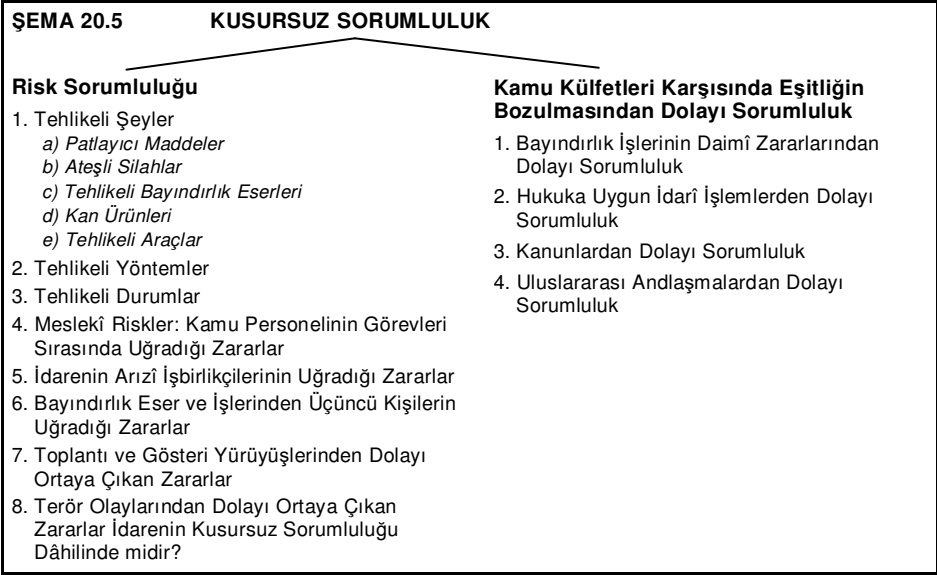 ŞEMA 20.5 KUSURSUZ SORUMLULUK
Risk Sorumluluğu
1. Tehlikeli Şeyler
a) Patlayıcı Maddeler
b) Ateşli Silahlar
c) Tehlikeli Bayındırlık Eserleri
d) Kan Ürünleri
e) Tehlikeli Araçlar
2. Tehlikeli Yöntemler
3. Tehlikeli Durumlar
4. Meslekî Riskler: Kamu Personelinin Görevleri
Sırasında Uğradığı Zararlar
5. İdarenin Arızî İşbirlikçilerinin Uğradığı Zararlar
6. Bayındırlık Eser ve İşlerinden Üçüncü Kişilerin
Uğradığı Zararlar
7. Toplantı ve Gösteri Yürüyüşlerinden Dolayı
Ortaya Çıkan Zararlar
8. Terör Olaylarından Dolayı Ortaya Çıkan
Zararlar İdarenin Kusursuz Sorumluluğu
Dâhilinde midir?
Kamu Külfetleri Karşısında Eşitliğin
Bozulmasından Dolayı Sorumluluk
1. Bayındırlık İşlerinin Daimî Zararlarından
Dolayı Sorumluluk
2. Hukuka Uygun İdarî İşlemlerden Dolayı
Sorumluluk
3. Kanunlardan Dolayı Sorumluluk
4. Uluslararası Andlaşmalardan Dolayı
Sorumluluk